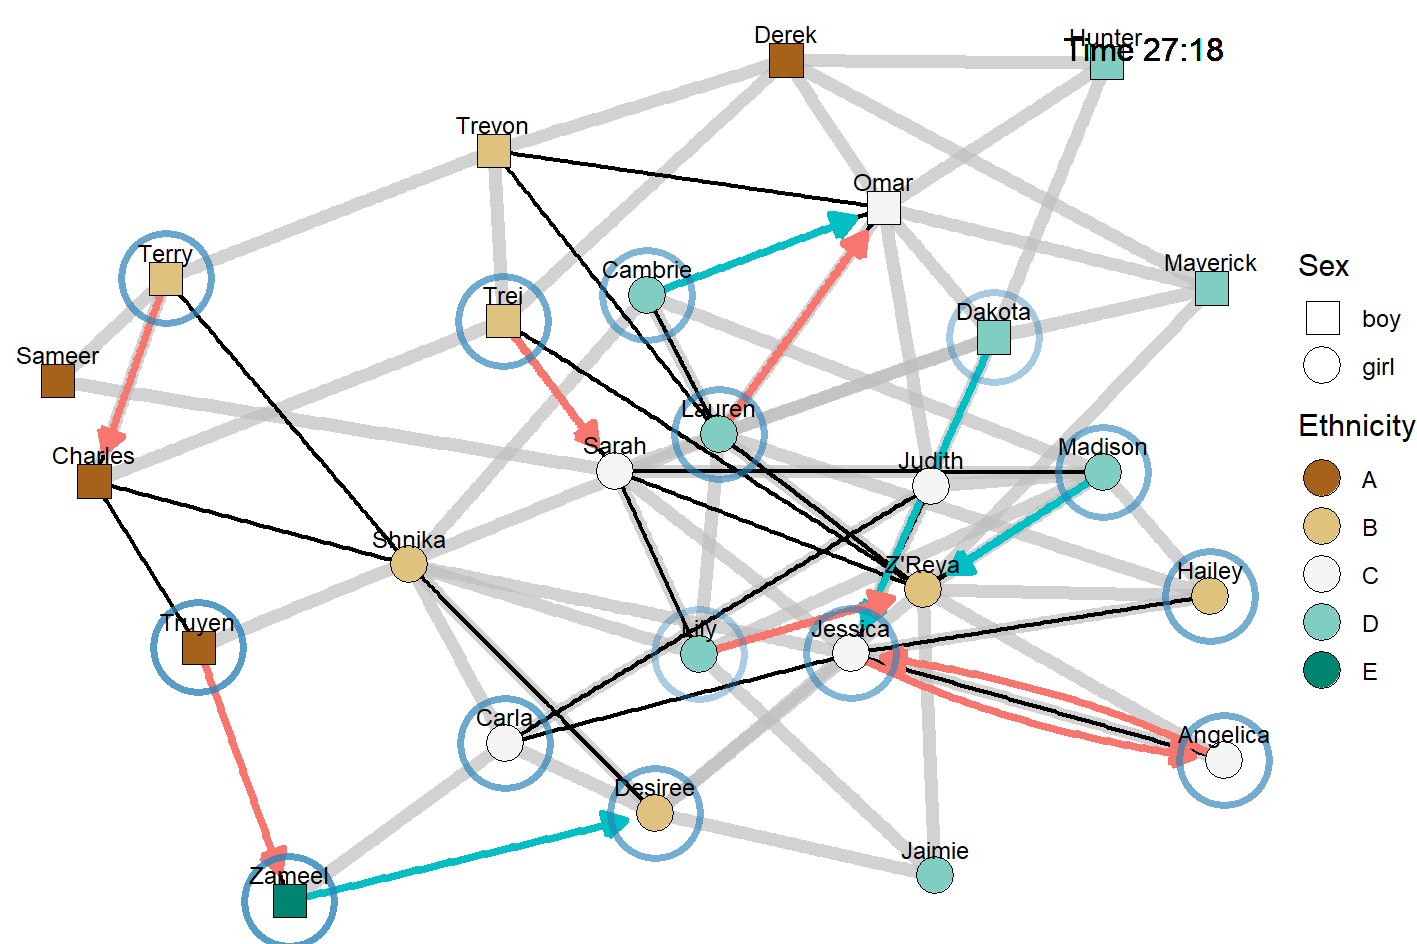 Derek
Hunter
Time 27:18
Trevon
Omar
Terry
Cambrie
Maverick
Trei
Dakota
Sameer
Lauren
Charles
Sarah
Judith
Madison
Shnika
Z'Reya
Hailey
Truyen
Lily
Jessica
Carla
Angelica
Desiree
Jaimie
Zameel
Sex
boy
girl
Ethnicity
A
B
C
D
E